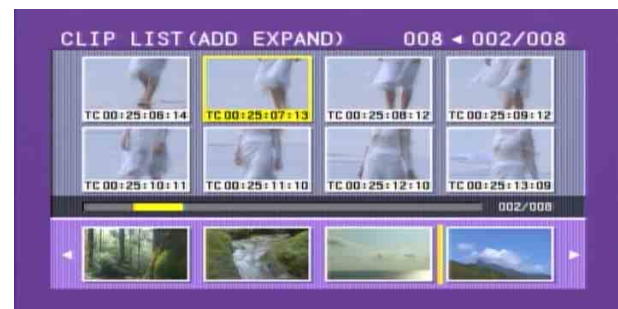 CLIP LIST(ADD EXPAND) 008 ◄ 002/008
TC 00:25:06:14 TC 00:25:07:13 TC 00:25:08:12 TC 00:25:09:12
TC 00:25:10:11 TC 00:25:11:10 TC 00:25:12:10 TC 00:25:13:09
002/008